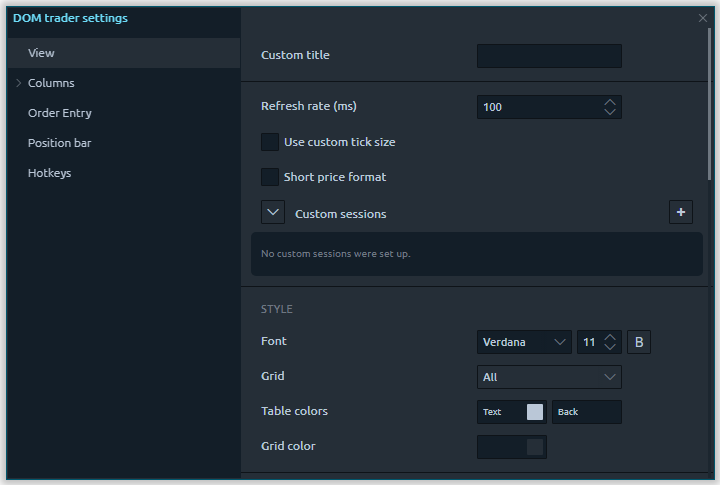 DOM trader settings
View
Columns
Order Entry
Position bar
Hotkeys
Custom title
Refresh rate (ms) 100
Use custom tick size
Short price format
Custom sessions +
No custom sessions were set up.
STYLE
Font Verdana 11 B
Grid All
Table colors Text Back
Grid color